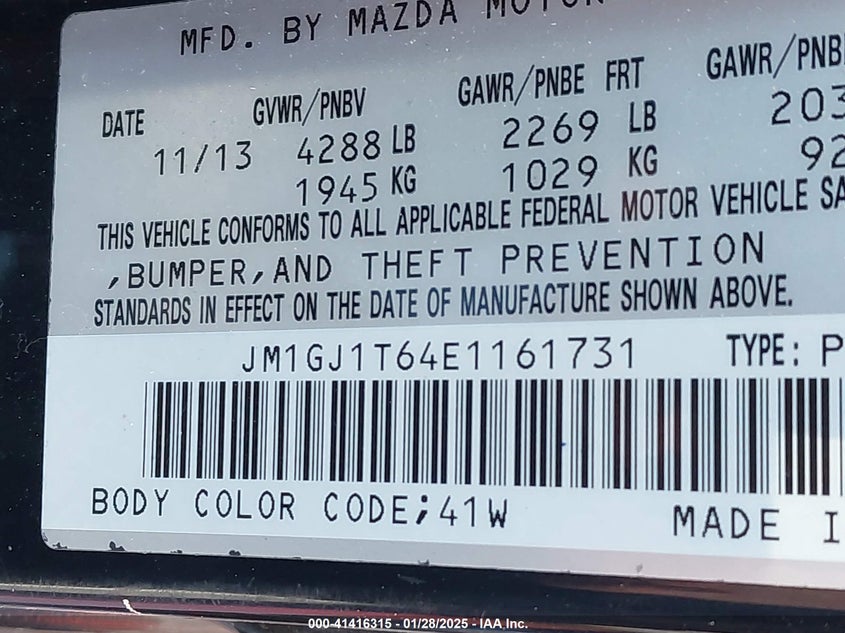 MFD. BY MAZDA MOTOR
GAWR/PNB
GAWR/PNBE FRT
GVWR/PNBV
DATE
11/13 4288 LB 2269 LB 203
1945 KG 1029 KG 92
THIS VEHICLE CONFORMS TO ALL APPLICABLE FEDERAL MOTOR VEHICLE SA
,BUMPER,AND THEFT PREVENTION
STANDARDS IN EFFECT ON THE DATE OF MANUFACTURE SHOWN ABOVE.
JM1GJ1T64E1161731 TYPE: P
BODY COLOR CODE;41W MADE I
000-41416315 - 01/28/2025 - IAA Inc.